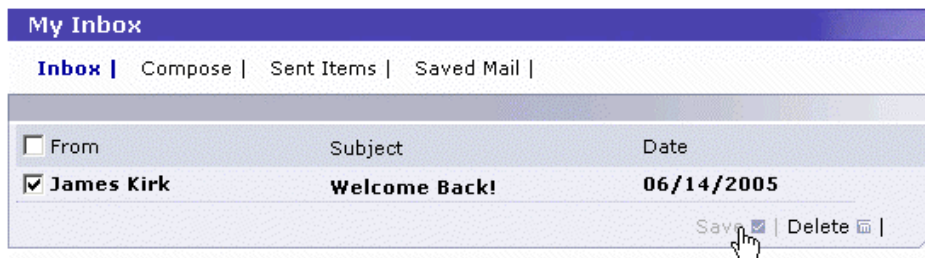 My Inbox
Inbox | Compose | Sent Items | Saved Mail |
From Subject Date
James Kirk Welcome Back! 06/14/2005
Save | Delete |